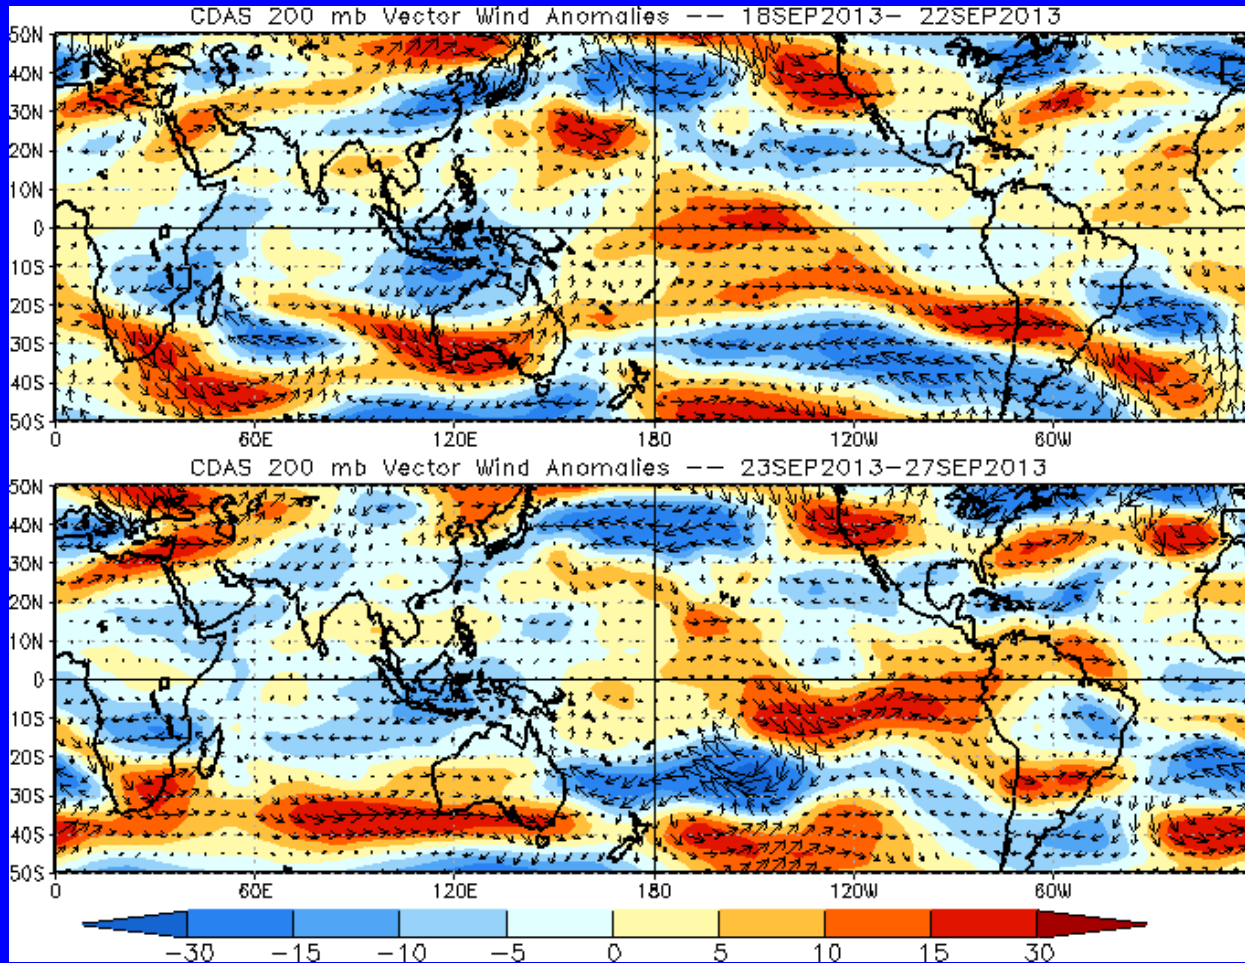 CDAS 200 mb Vector Wind Anomalies -- 18SEP2013- 22SEP2013
50N
40N
30N
20N
10N
0
10S
20S
30S
40S
50S
0 60E 120E 180 120W 60W
CDAS 200 mb Vector Wind Anomalies -- 23SEP2013-27SEP2013
50N
40N
30N
20N
10N
0
10S
20S
30S
40S
50S
0 60E 120E 180 120W 60W
-30 -15 -10 -5 0 5 10 15 30